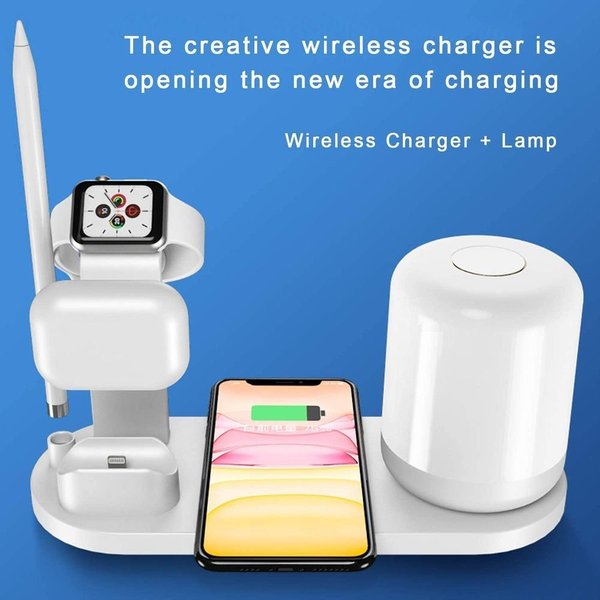 The creative wireless charger is
opening the new era of charging
Wireless Charger + Lamp